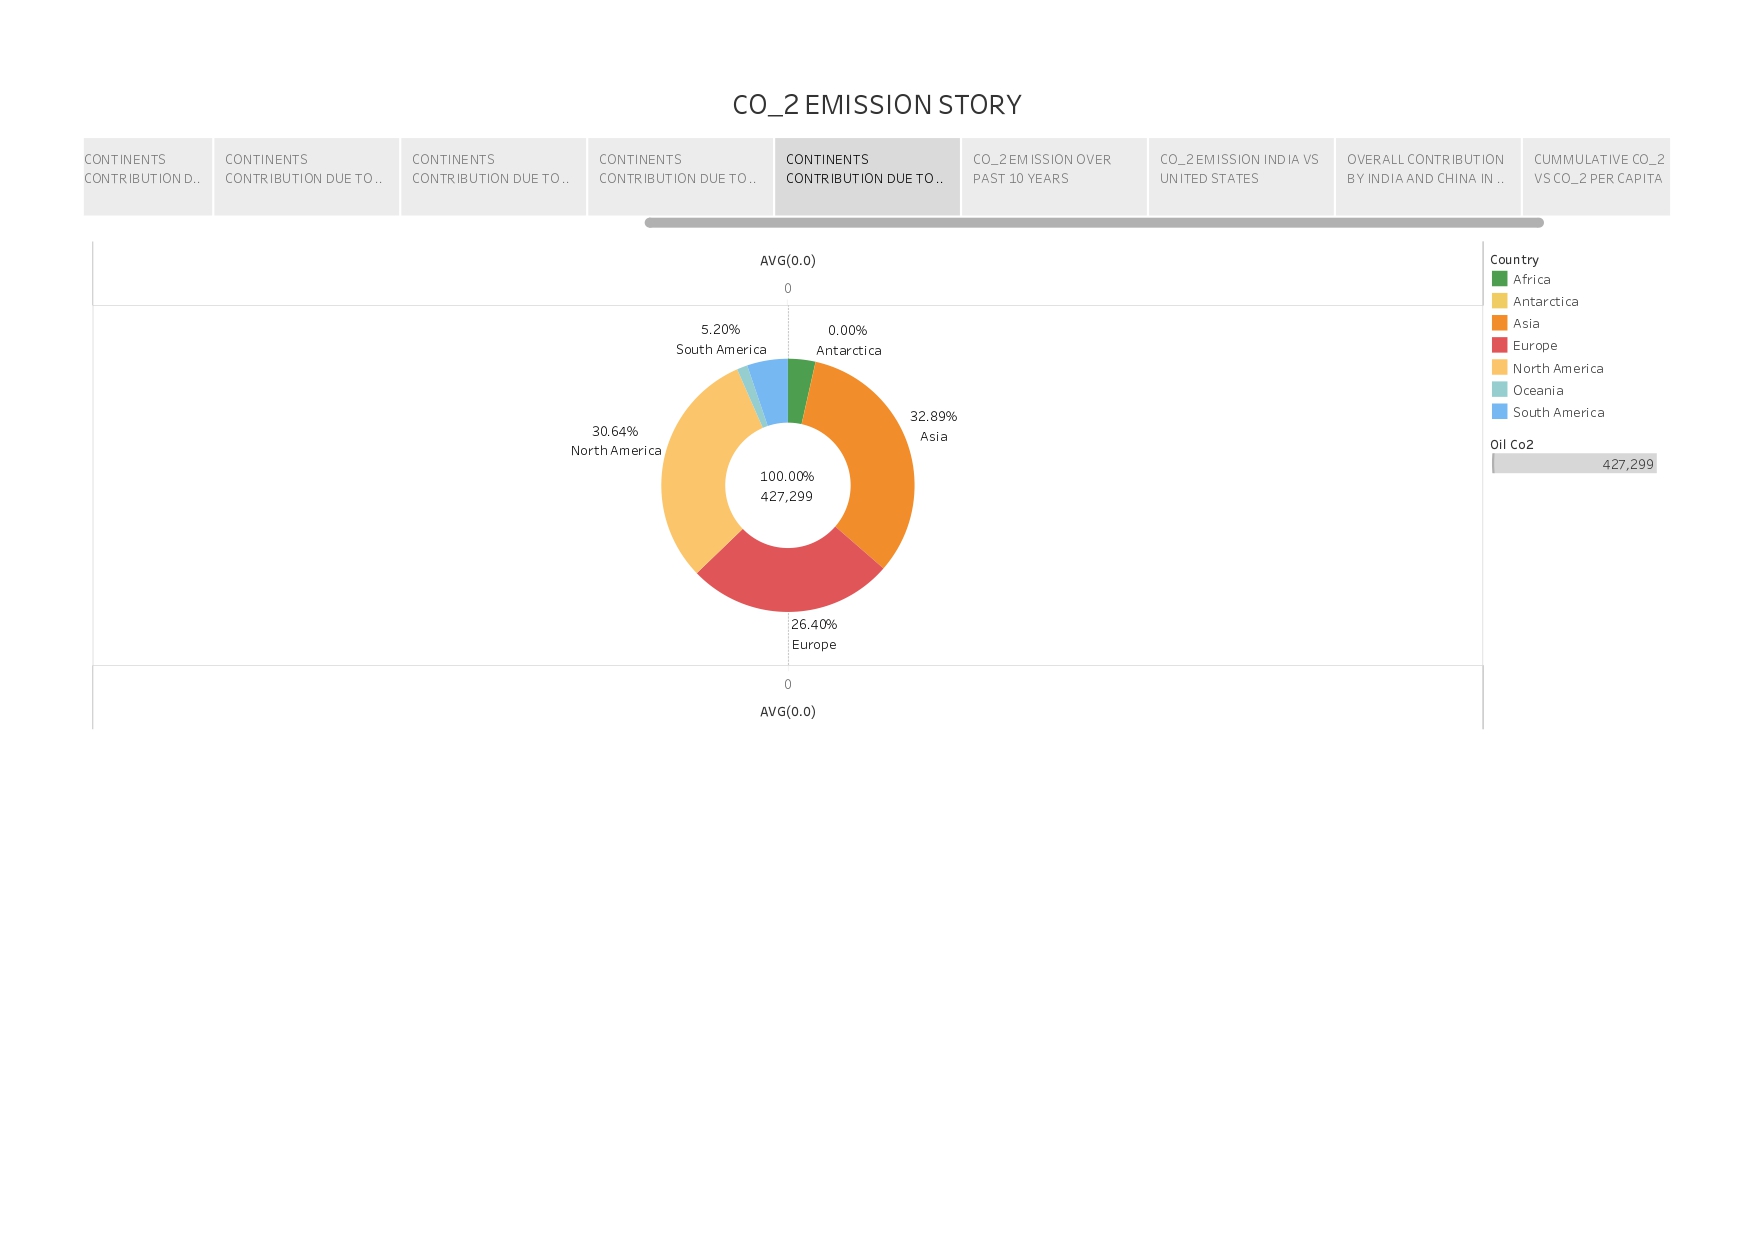 CO_2 EMISSION STORY
CONTINENTS
CONTRIBUTION D..
CONTINENTS
CONTRIBUTION DUE TO ..
CONTINENTS
CONTRIBUTION DUE TO ..
CONTINENTS
CONTRIBUTION DUE TO ..
CONTINENTS
CONTRIBUTION DUE TO ..
CO_2 EMISSION OVER
PAST 10 YEARS
CO_2 EMISSION INDIA VS
UNITED STATES
OVERALL CONTRIBUTION
BY INDIA AND CHINA IN ..
CUMMULATIVE CO_2
VS CO_2 PER CAPITA
AVG(0.0)
0
5.20%
South America
0.00%
Antarctica
32.89%
Asia
30.64%
North America
100.00%
427,299
26.40%
Europe
0
AVG(0.0)
Country
Africa
Antarctica
Asia
Europe
North America
Oceania
South America
Oil Co2
427,299